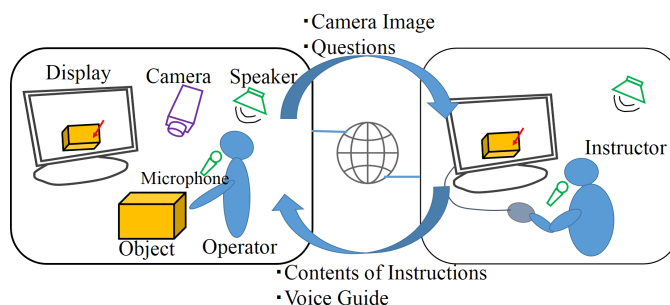 ・Camera Image
・Questions
Display
Camera
Speaker
Instructor
Microphone
Object
Operator
・Contents of Instructions
・Voice Guide